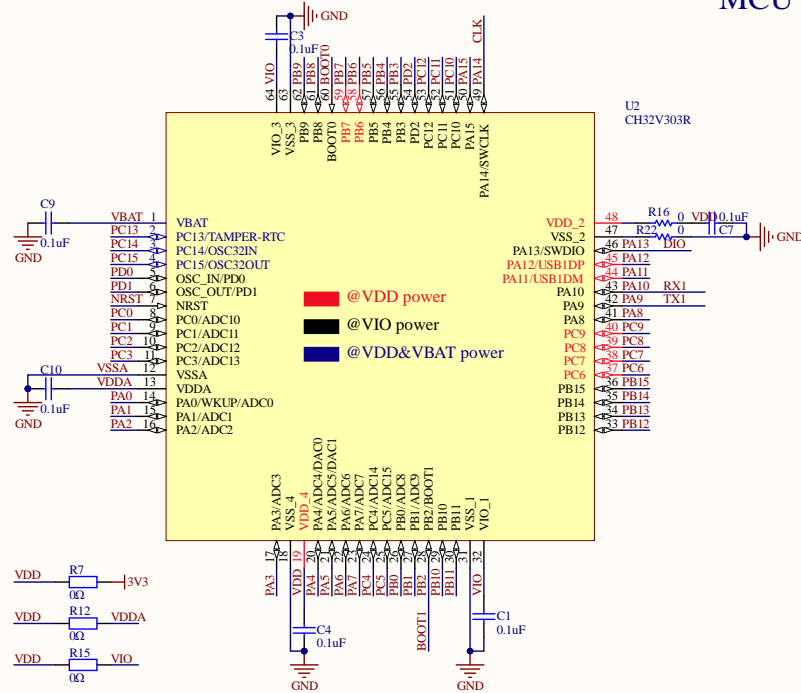 MCU
GND
C3
0.1uF
CLK
VIO
PB9
PB8
BOOT0
PB7
PB6
PB5
PB4
PB3
PD2
PC12
PC11
PC10
PA15
PA14
64
63
62
61
60
59
58
57
56
55
54
53
52
51
50
49
U2
CH32V303R
VIO_3
VSS_3
PB9
PB8
BOOT0
PB7
PB6
PB5
PB4
PB3
PD2
PC12
PC11
PC10
PA15
PA14/SWCLK
C9
0.1uF
GND
VBAT 1 VBAT
PC13 2 PC13/TAMPER-RTC
PC14 3 PC14/OSC32IN
PC15 4 PC15/OSC32OUT
PD0 5 OSC_IN/PD0
PD1 6 OSC_OUT/PD1
NRST 7 NRST
PC0 8 PC0/ADC10
PC1 9 PC1/ADC11
PC2 10 PC2/ADC12
PC3 11 PC3/ADC13
VSSA 12 VSSA
VDDA 13 VDDA
PA0 14 PA0/WKUP/ADC0
PA1 15 PA1/ADC1
PA2 16 PA2/ADC2
C10
0.1uF
GND
@VDD power
@VIO power
@VDD&VBAT power
VDD_2 48 R16 0 VDD 0.1uF
VSS_2 47 R22 0 C7
GND
PA13/SWDIO 46 PA13 DIO
PA12/USB1DP 45 PA12
PA11/USB1DM 44 PA11
PA10 43 PA10 RX1
PA9 42 PA9 TX1
PA8 41 PA8
PC9 40 PC9
PC8 39 PC8
PC7 38 PC7
PC6 37 PC6
PB15 36 PB15
PB14 35 PB14
PB13 34 PB13
PB12 33 PB12
PA3/ADC3
VSS_4
VDD_4
PA4/ADC4/DAC0
PA5/ADC5/DAC1
PA6/ADC6
PA7/ADC7
PC4/ADC14
PC5/ADC15
PB0/ADC8
PB1/ADC9
PB2/BOOT1
PB10
PB11
VSS_1
VIO_1
17
18
19
20
21
22
23
24
25
26
27
28
29
30
31
32
PA3
VDD
PA4
PA5
PA6
PA7
PC4
PC5
PB0
PB1
PB2
PB10
PB11
VIO
BOOT1
C4
0.1uF
GND
C1
0.1uF
GND
VDD R7 3V3
0Ω
VDD R12 VDDA
0Ω
VDD R15 VIO
0Ω